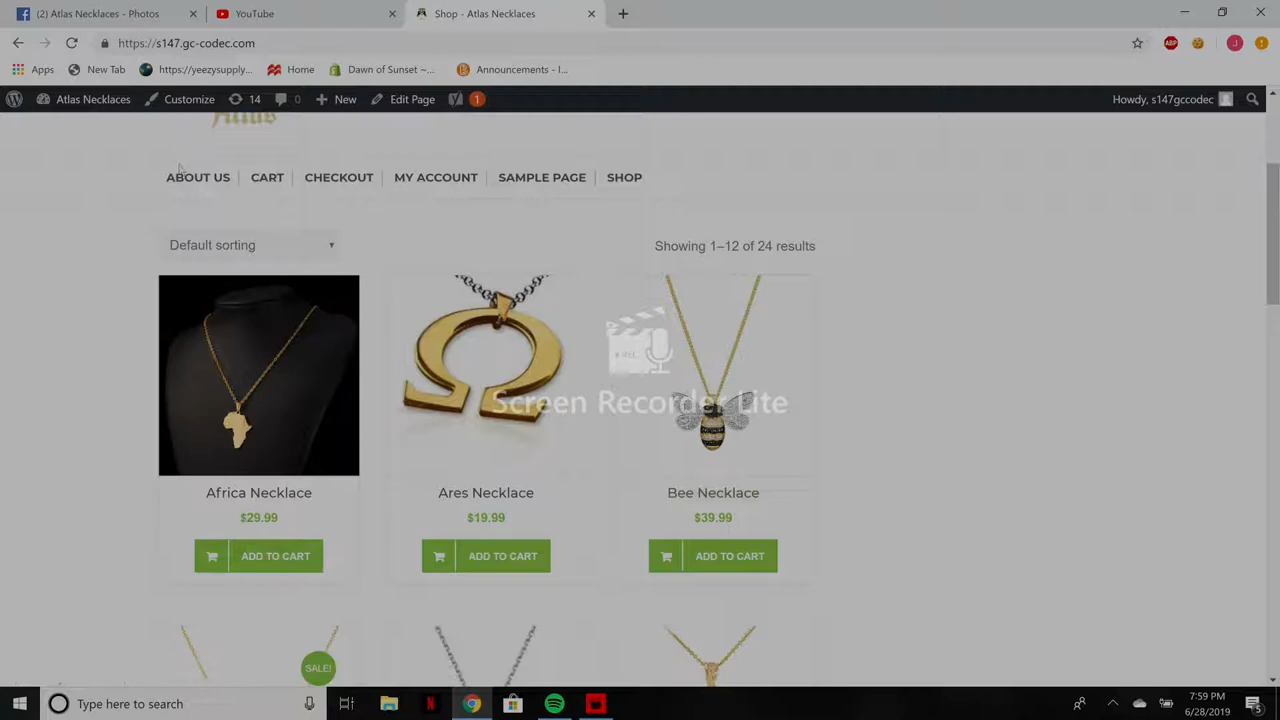 (2) Atlas Necklaces - Photos
YouTube
Shop - Atlas Necklaces
https://s147.gc-codec.com
ABP
J
Apps
New Tab
https://yeezysupply...
Home
Dawn of Sunset ~...
Announcements - I...
Atlas Necklaces
Customize
14
0
New
Edit Page
1
Howdy, s147gccodec
Atlas
ABOUT US
CART
CHECKOUT
MY ACCOUNT
SAMPLE PAGE
SHOP
Default sorting
Showing 1–12 of 24 results
Screen Recorder Lite
Africa Necklace
Ares Necklace
Bee Necklace
$29.99
$19.99
$39.99
ADD TO CART
ADD TO CART
ADD TO CART
SALE!
Type here to search
7:59 PM
6/28/2019
5